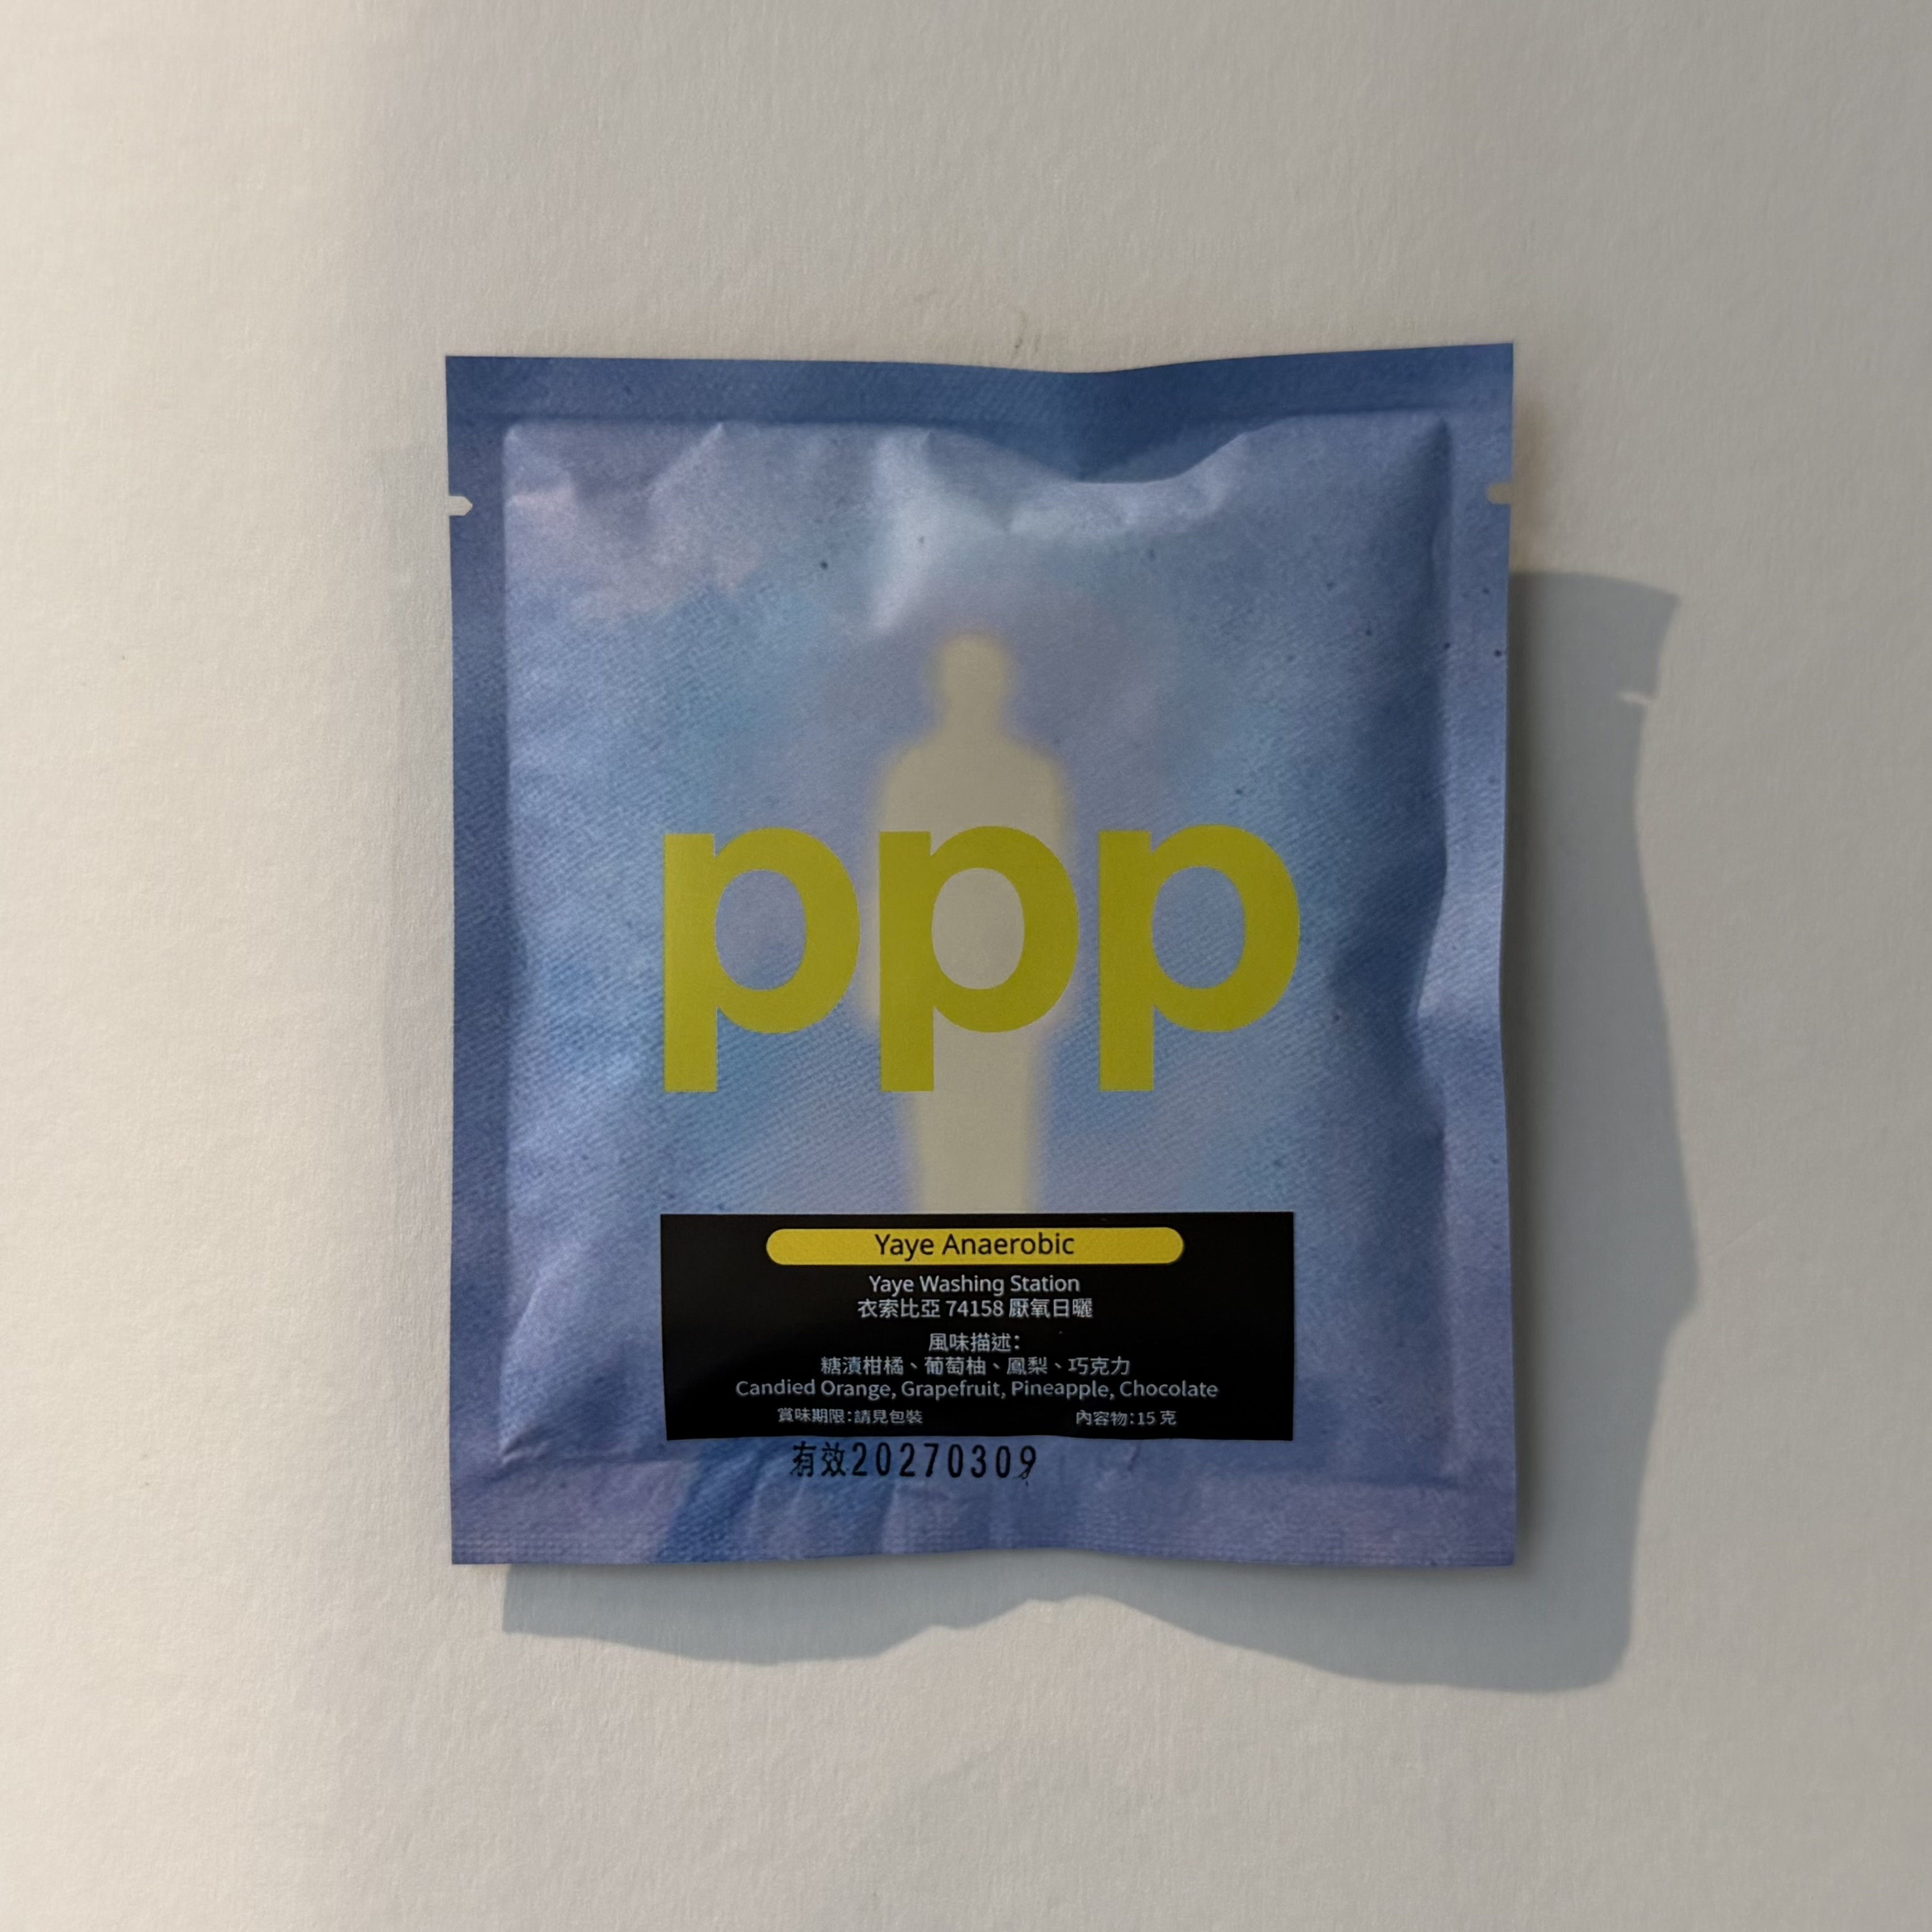 ppp
Yaye Anaerobic
Yaye Washing Station
衣索比亞 74158 厭氧日曬
風味描述:
糖漬柑橘、葡萄柚、鳳梨、巧克力
Candied Orange, Grapefruit, Pineapple, Chocolate
賞味期限:請見包裝 內容物:15 克
有效20270309